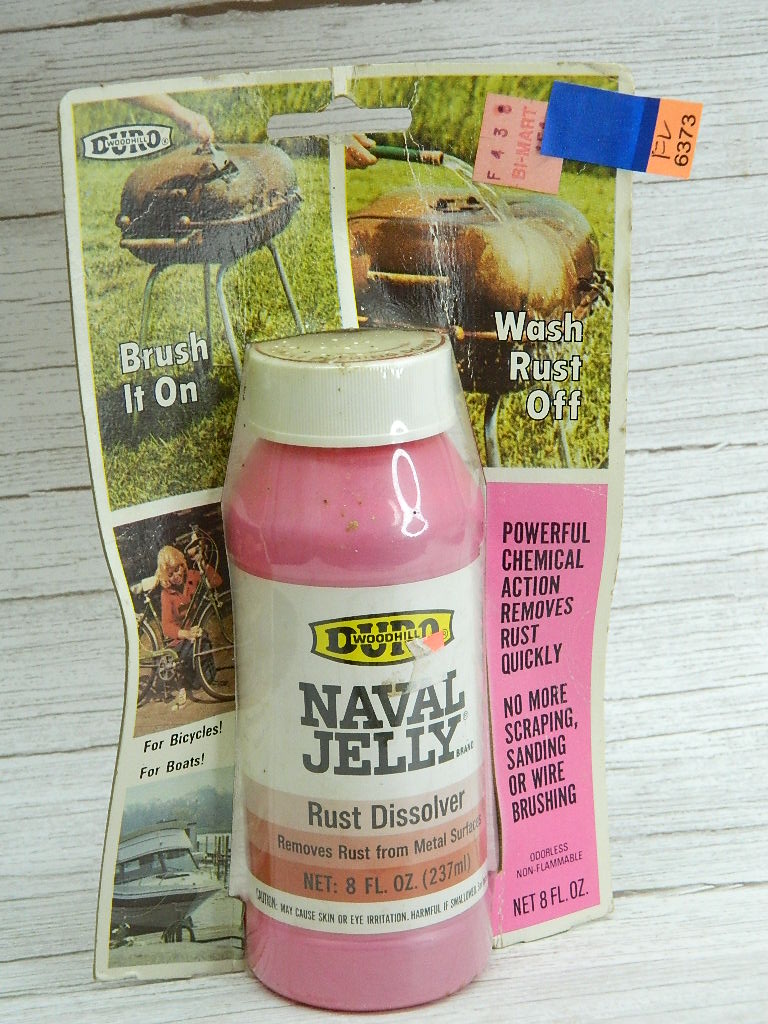 DURO
WOODHILL
®
F 4 3 8
BI-MART
FL
6373
Brush
It On
Wash
Rust
Off
POWERFUL
CHEMICAL
ACTION
REMOVES
RUST
QUICKLY
NO MORE
SCRAPING,
SANDING
OR WIRE
BRUSHING
ODORLESS
NON-FLAMMABLE
NET 8 FL. OZ.
For Bicycles!
For Boats!
DURO
WOODHILL
®
NAVAL
JELLY®
BRAND
Rust Dissolver
Removes Rust from Metal Surfaces
NET: 8 FL. OZ. (237ml)
CAUTION: MAY CAUSE SKIN OR EYE IRRITATION. HARMFUL IF SWALLOWED.